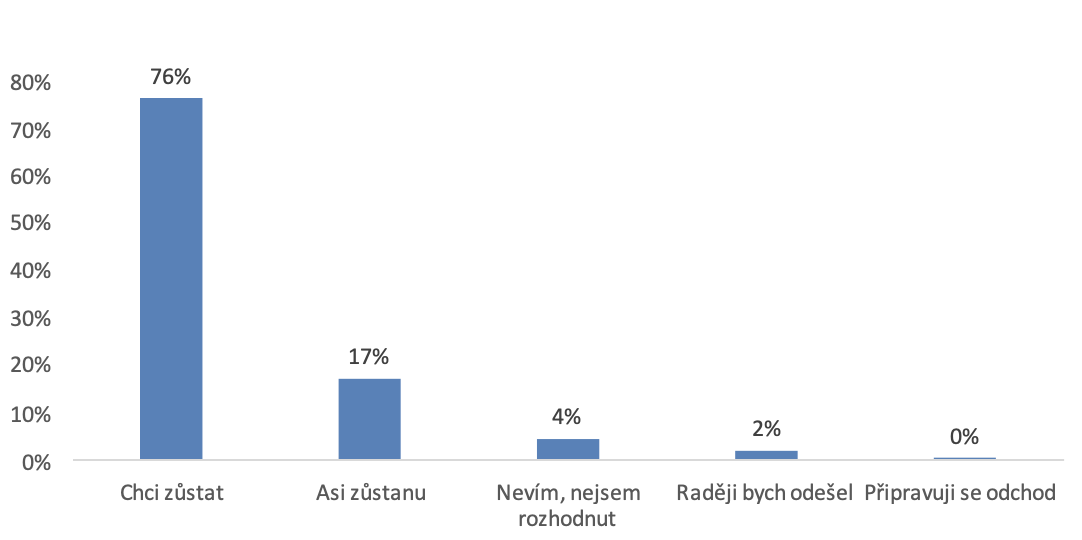 76%
80%
70%
60%
50%
40%
30%
20%
10%
0%
17%
4%
2%
0%
Chci zůstat
Asi zůstanu
Nevím, nejsem
rozhodnut
Raději bych odešel
Připravuji se odchod